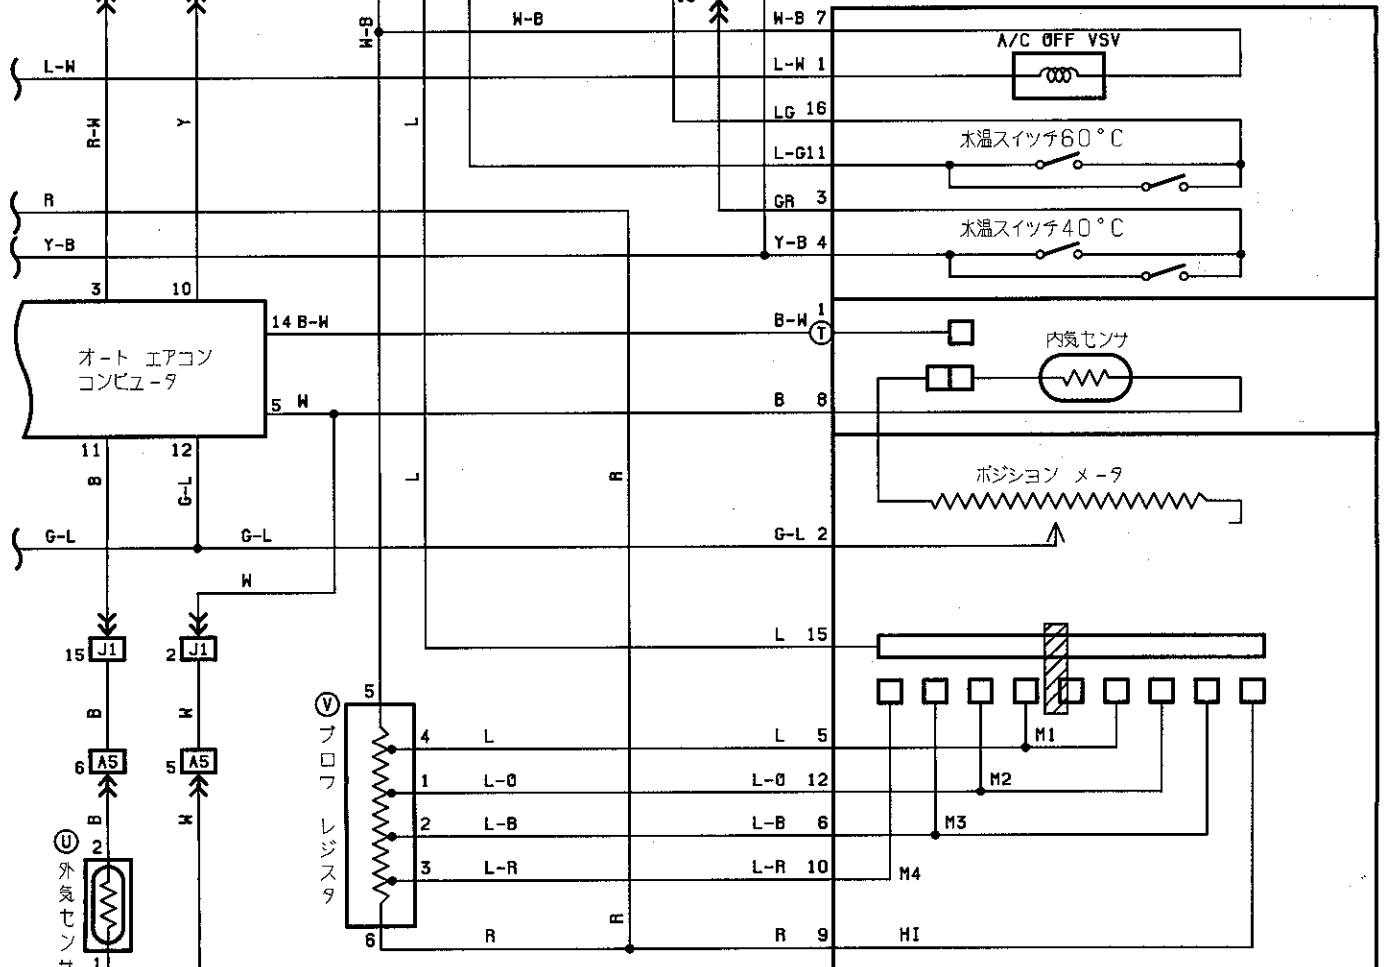 W-B
W-B
W-B 7
A/C OFF VSV
L-W
L-W 1
R-W
Y
L
LG 16
水温スイッチ60°C
L-G11
R
GR 3
水温スイッチ40°C
Y-B
Y-B 4
3
10
1
14 B-W
B-W
T
内気センサ
オート エアコン
コンピュータ
5 W
B 8
11
12
B
G-L
L
R
ポジション メータ
G-L
G-L
G-L 2
W
L 15
15 J1
2 J1
5
V
ブロワ レジスタ
B
W
4 L
L 5
M1
6 A5
5 A5
1 L-O
L-O 12
M2
B
W
2 L-B
L-B 6
M3
U
2
外気センサ
3 L-R
L-R 10
M4
R
6
R
R 9
HI
1